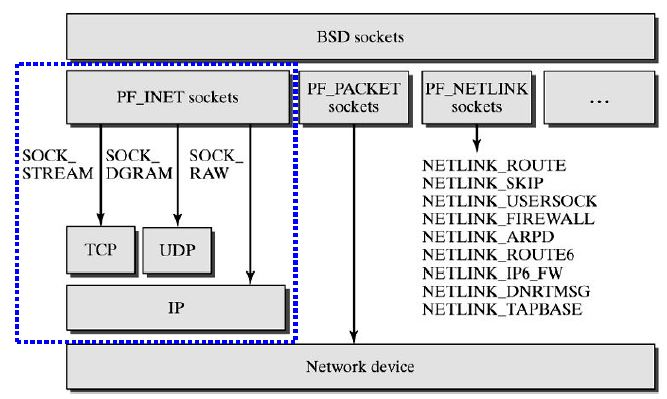 BSD sockets
PF_INET sockets
PF_PACKET
sockets
PF_NETLINK
sockets
...
SOCK_
STREAM
SOCK_
DGRAM
SOCK_
RAW
TCP
UDP
IP
NETLINK_ROUTE
NETLINK_SKIP
NETLINK_USERSOCK
NETLINK_FIREWALL
NETLINK_ARPD
NETLINK_ROUTE6
NETLINK_IP6_FW
NETLINK_DNRTMSG
NETLINK_TAPBASE
Network device